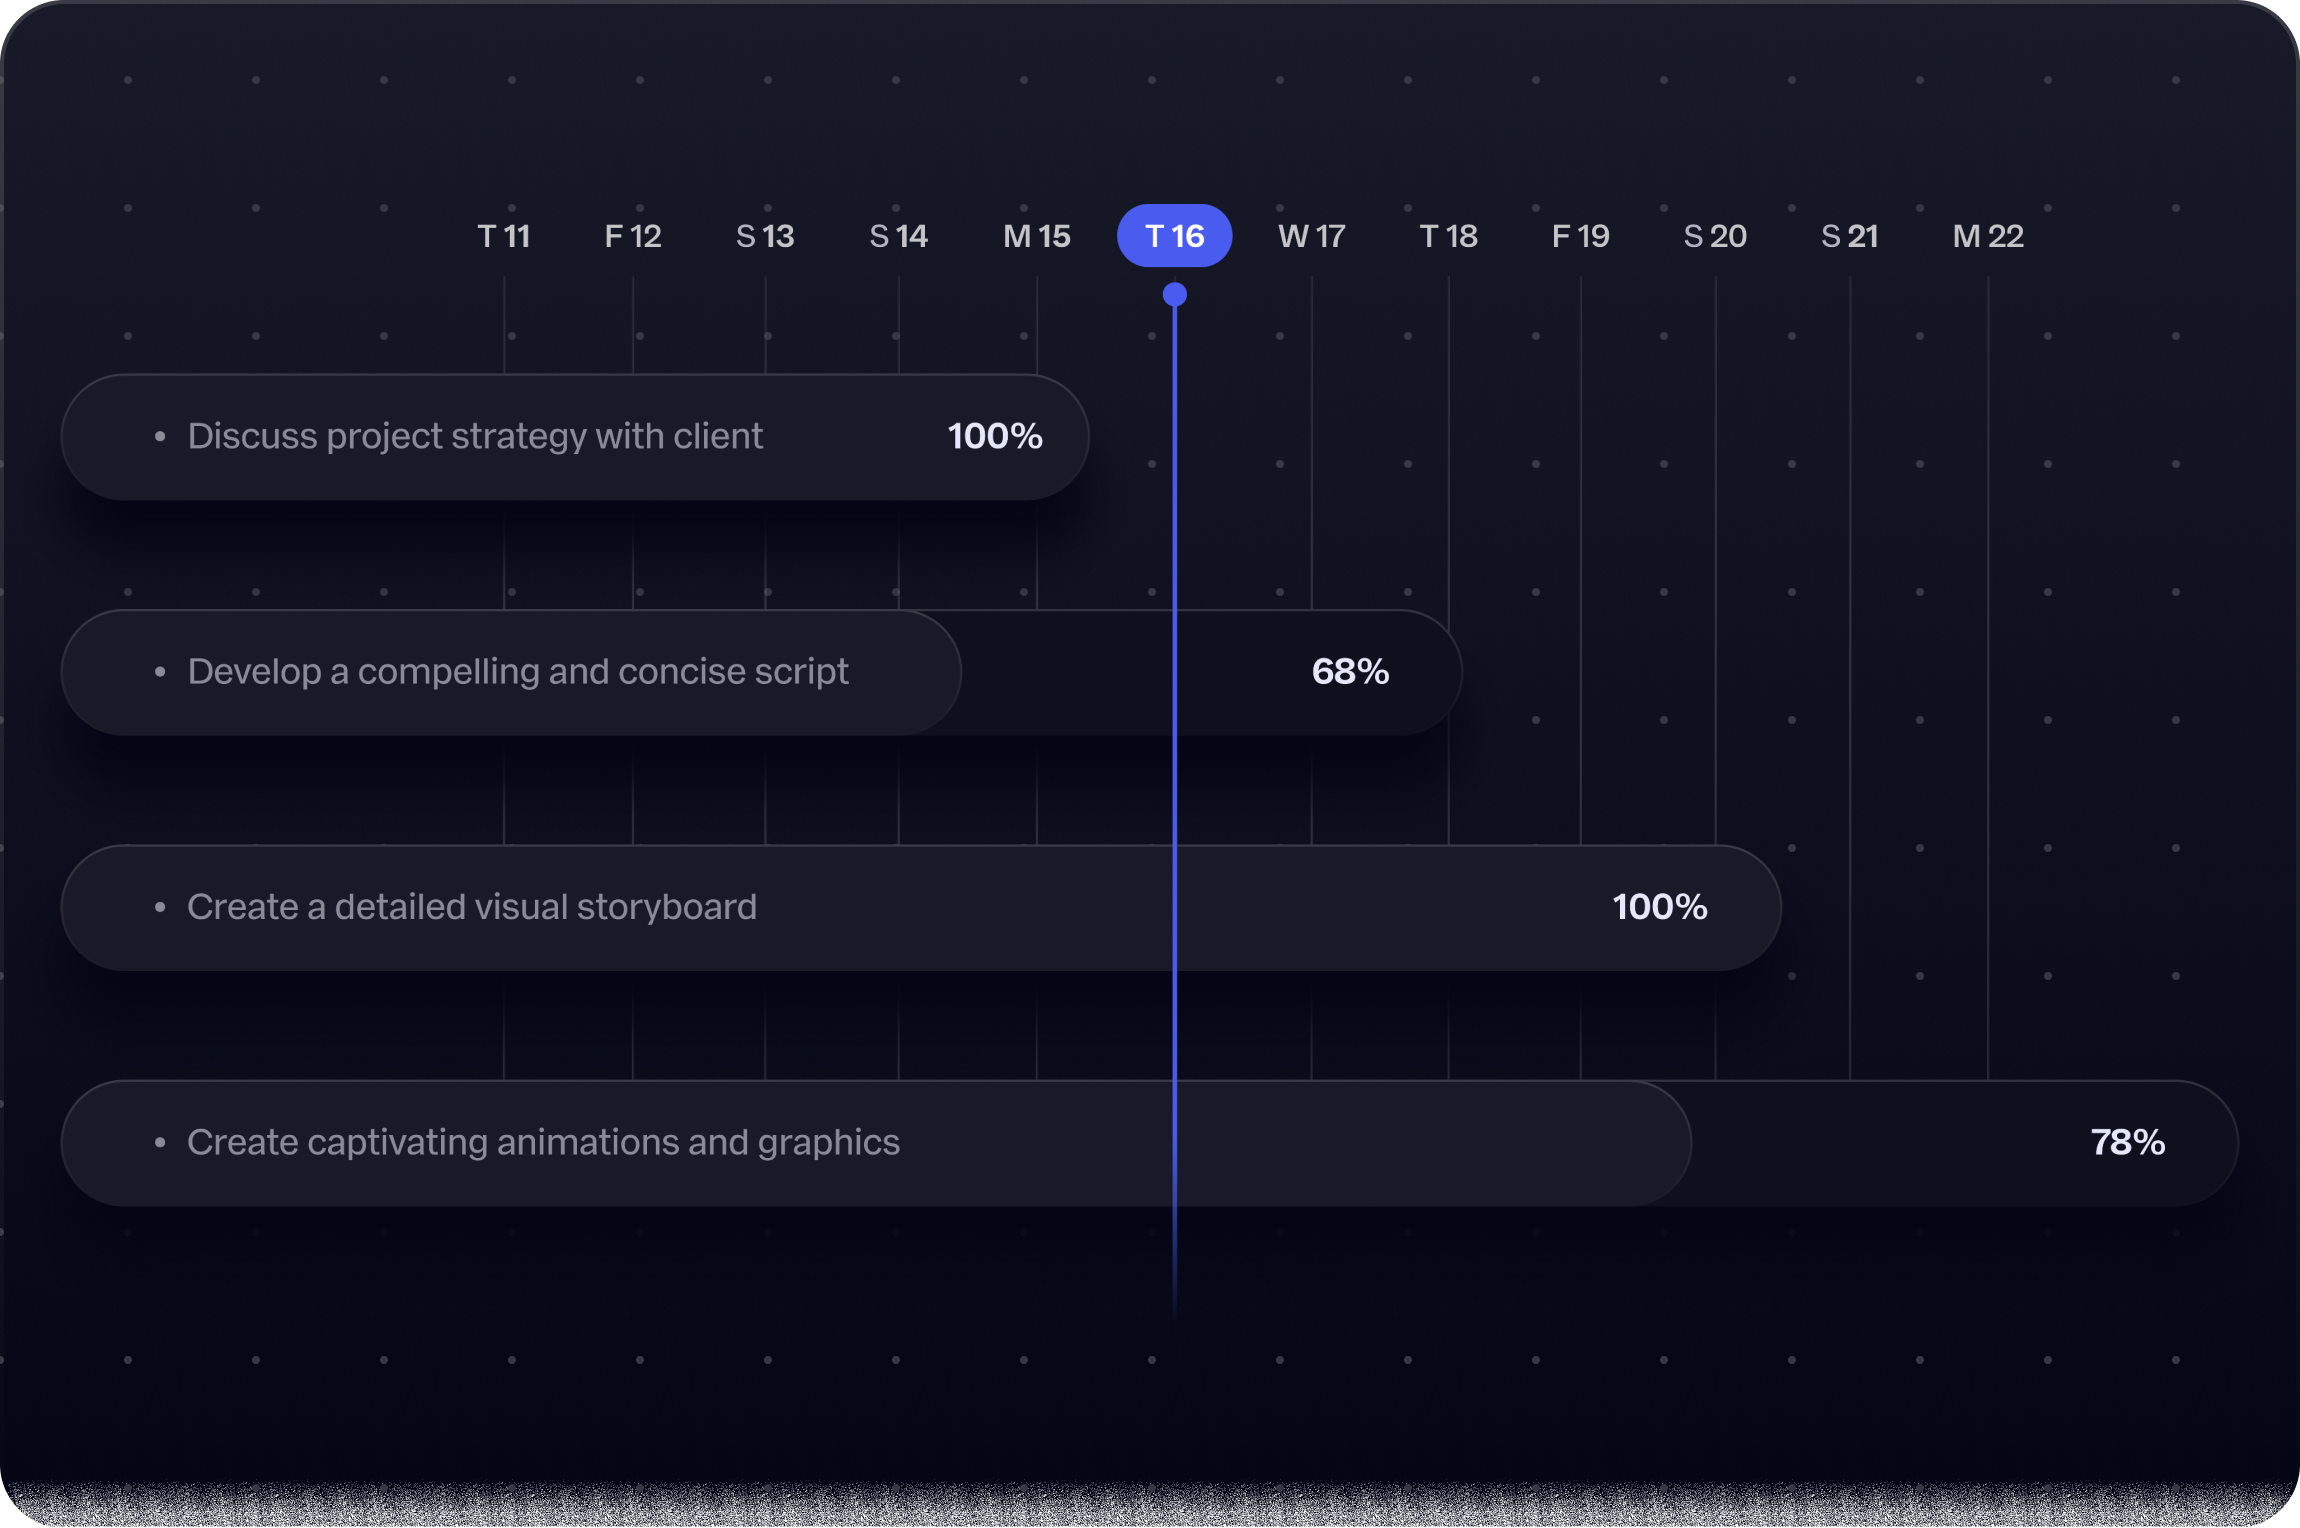 T 11 F 12 S 13 S 14 M 15 T 16 W 17 T 18 F 19 S 20 S 21 M 22
• Discuss project strategy with client 100%
• Develop a compelling and concise script 68%
• Create a detailed visual storyboard 100%
• Create captivating animations and graphics 78%